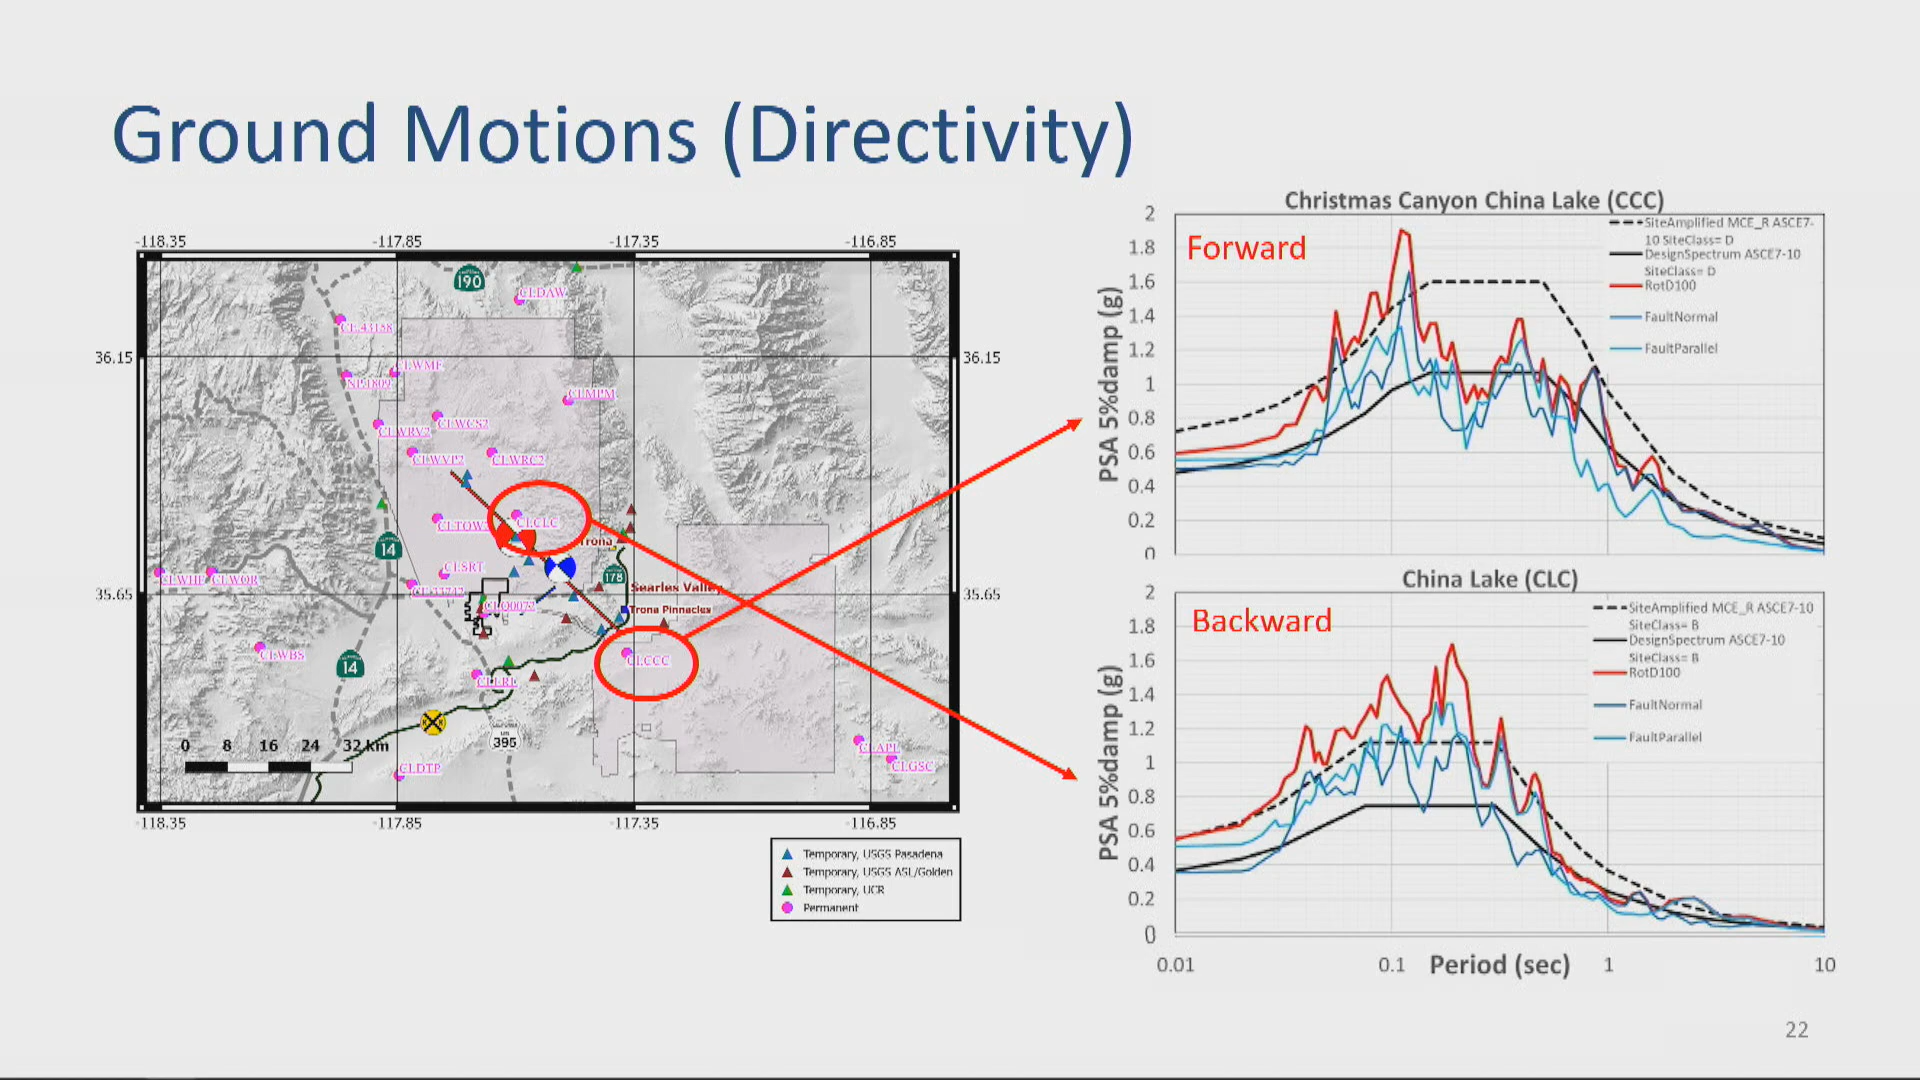 Ground Motions (Directivity)
-118.35 -117.85 -117.35 -116.85
36.15 36.15
35.65 35.65
190
CI.DAW
CE.43158
CI.WMF
NP.1809
CI.MPM
CI.WCS2
CI.WRV2
CI.WVP2
CI.WRC2
CI.CLC
Trona
14
178
CI.SRT
CI.WHF
CI.WOR
Searles Valley
Trona Pinnacles
CI.CCC
CI.WBS
14
CI.LRL
395
CI.APL
CI.GSC
CI.DTP
0 8 16 24 32 km
-118.35 -117.85 -117.35 -116.85
Temporary, USGS Pasadena
Temporary, USGS ASL/Golden
Temporary, UCR
Permanent
Christmas Canyon China Lake (CCC)
Forward
PSA 5%damp (g)
2
1.8
1.6
1.4
1.2
1
0.8
0.6
0.4
0.2
0
SiteAmplified MCE_R ASCE7-
10 SiteClass= D
DesignSpectrum ASCE7-10
SiteClass= D
RotD100
FaultNormal
FaultParallel
China Lake (CLC)
Backward
PSA 5%damp (g)
2
1.8
1.6
1.4
1.2
1
0.8
0.6
0.4
0.2
0
SiteAmplified MCE_R ASCE7-10
SiteClass= B
DesignSpectrum ASCE7-10
SiteClass= B
RotD100
FaultNormal
FaultParallel
0.01 0.1 Period (sec) 1 10
22